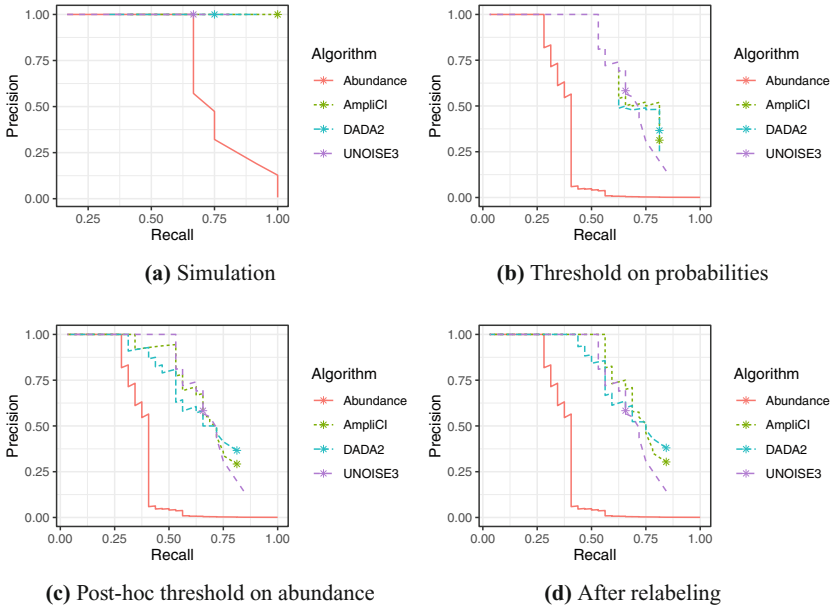 1.00
0.75
0.50
0.25
0.00
Precision
0.25 0.50 0.75 1.00
Recall
Algorithm
Abundance
AmpliCI
DADA2
UNOISE3
(a) Simulation
1.00
0.75
0.50
0.25
0.00
Precision
0.00 0.25 0.50 0.75 1.00
Recall
Algorithm
Abundance
AmpliCI
DADA2
UNOISE3
(b) Threshold on probabilities
1.00
0.75
0.50
0.25
0.00
Precision
0.00 0.25 0.50 0.75 1.00
Recall
Algorithm
Abundance
AmpliCI
DADA2
UNOISE3
(c) Post-hoc threshold on abundance
1.00
0.75
0.50
0.25
0.00
Precision
0.00 0.25 0.50 0.75 1.00
Recall
Algorithm
Abundance
AmpliCI
DADA2
UNOISE3
(d) After relabeling